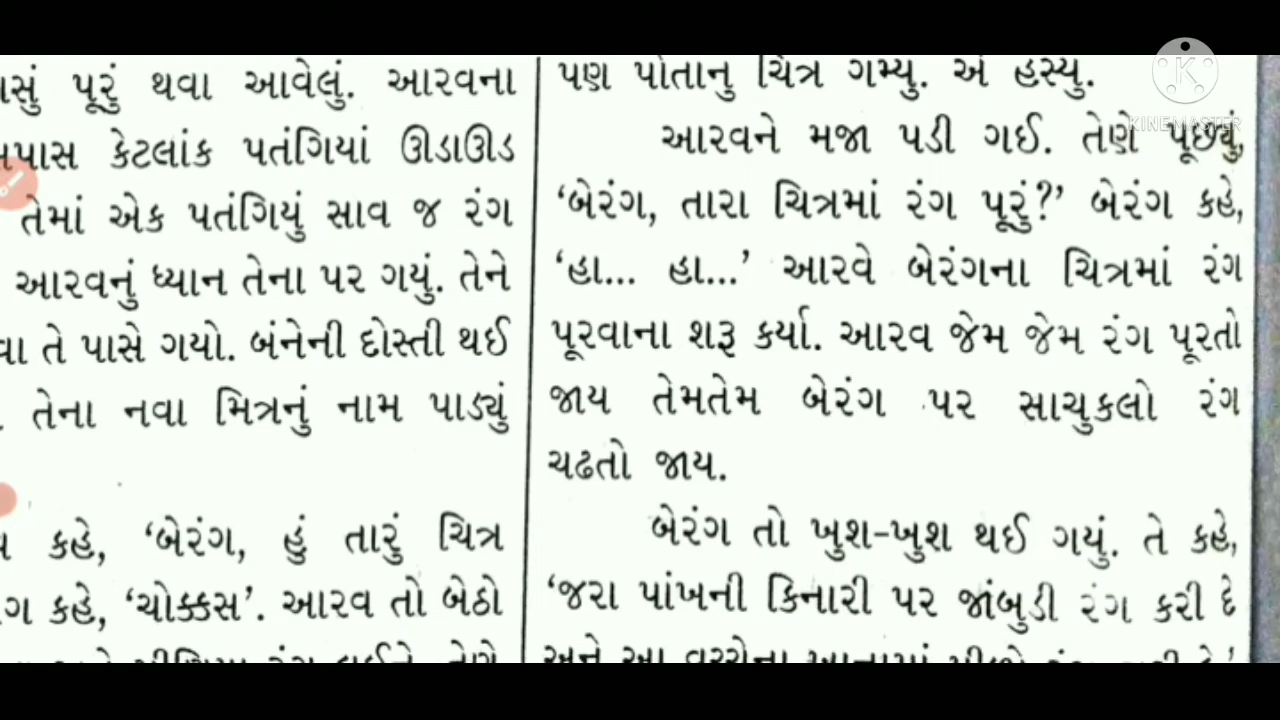 પૂરું થવા આવેલું. આરવના
કેટલાંક પતંગિયાં ઊડાઊડ
તેમાં એક પતંગિયું સાવ જ રંગ
આરવનું ધ્યાન તેના પર ગયું. તેને
તે પાસે ગયો. બંનેની દોસ્તી થઈ
તેના નવા મિત્રનું નામ પાડ્યું
કહે, ‘બેરંગ, હું તારું ચિત્ર
કહે, ‘ચોક્કસ’. આરવ તો બેઠો
પણ પોતાનું ચિત્ર ગમ્યું. એ હસ્યું.
આરવને મજા પડી ગઈ. તેણે પૂછ્યું,
‘બેરંગ, તારા ચિત્રમાં રંગ પૂરું?’ બેરંગ કહે,
‘હા... હા...’ આરવે બેરંગના ચિત્રમાં રંગ
પૂરવાના શરૂ કર્યા. આરવ જેમ જેમ રંગ પૂરતો
જાય તેમતેમ બેરંગ પર સાચુકલો રંગ
ચઢતો જાય.
બેરંગ તો ખુશ-ખુશ થઈ ગયું. તે કહે,
‘જરા પાંખની કિનારી પર જાંબુડી રંગ કરી દે
KINEMASTER